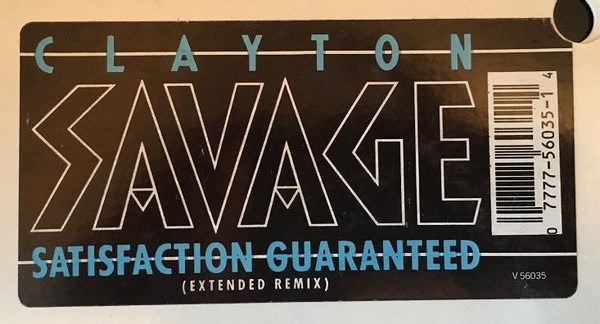 CLAYTON
SAVAGE
SATISFACTION GUARANTEED
(EXTENDED REMIX)
0 7777-56035-1 4
V 56035